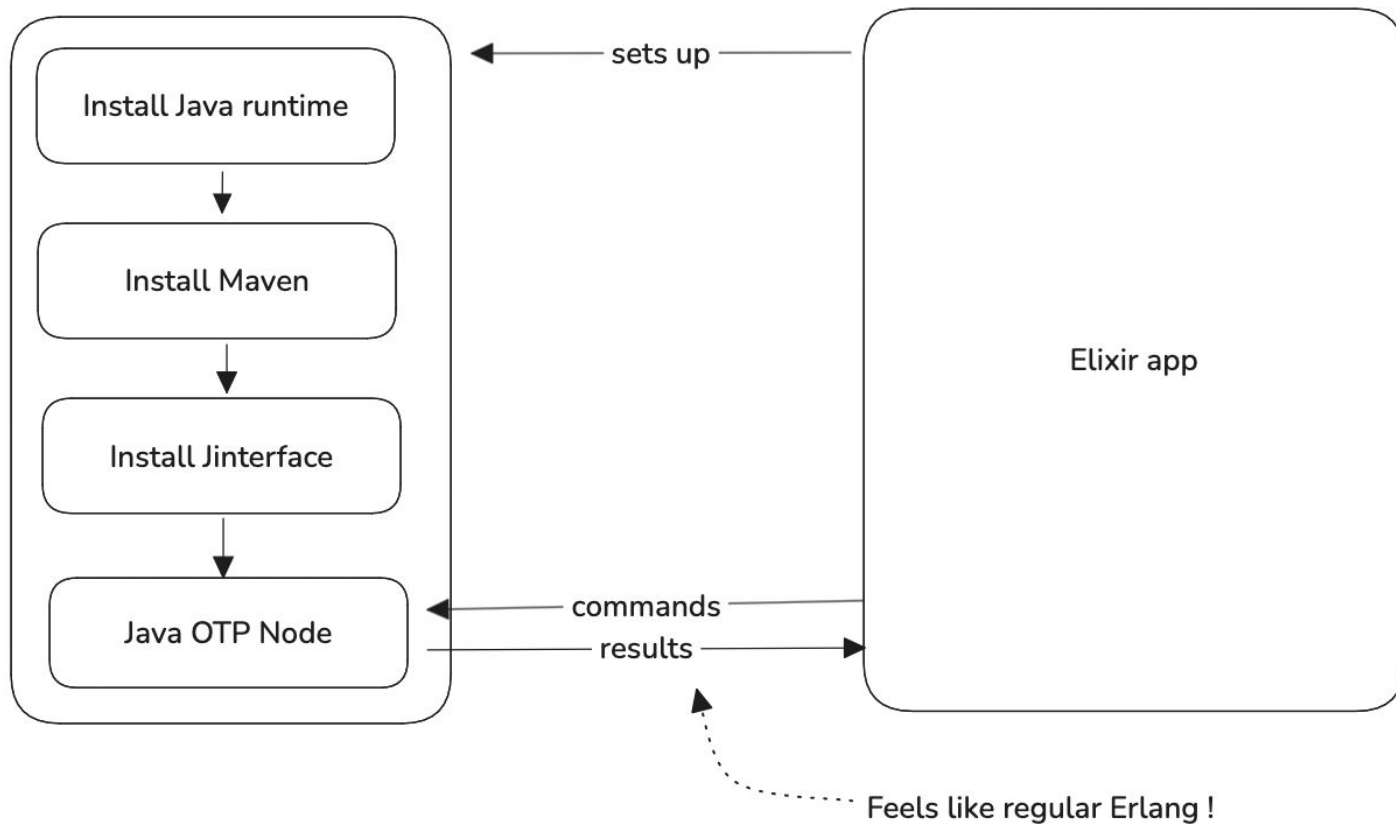 sets up
Install Java runtime
Install Maven
Elixir app
Install Jinterface
commands
Java OTP Node
results
Feels like regular Erlang !